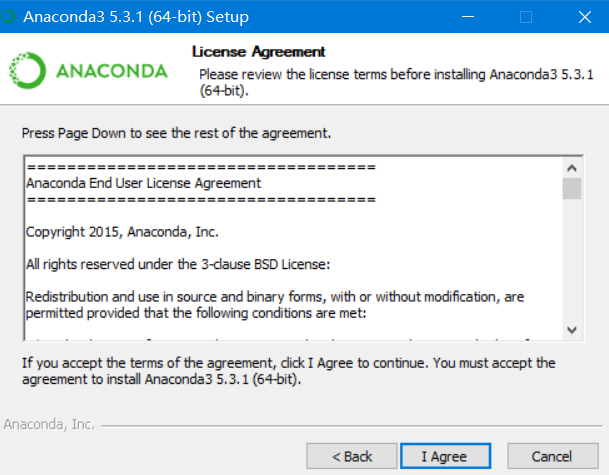 Anaconda3 5.3.1 (64-bit) Setup
ANACONDA
License Agreement
Please review the license terms before installing Anaconda3 5.3.1
(64-bit).
Press Page Down to see the rest of the agreement.
===================================
Anaconda End User License Agreement
===================================
Copyright 2015, Anaconda, Inc.
All rights reserved under the 3-clause BSD License:
Redistribution and use in source and binary forms, with or without modification, are
permitted provided that the following conditions are met:
If you accept the terms of the agreement, click I Agree to continue. You must accept the
agreement to install Anaconda3 5.3.1 (64-bit).
Anaconda, Inc.
< Back
I Agree
Cancel